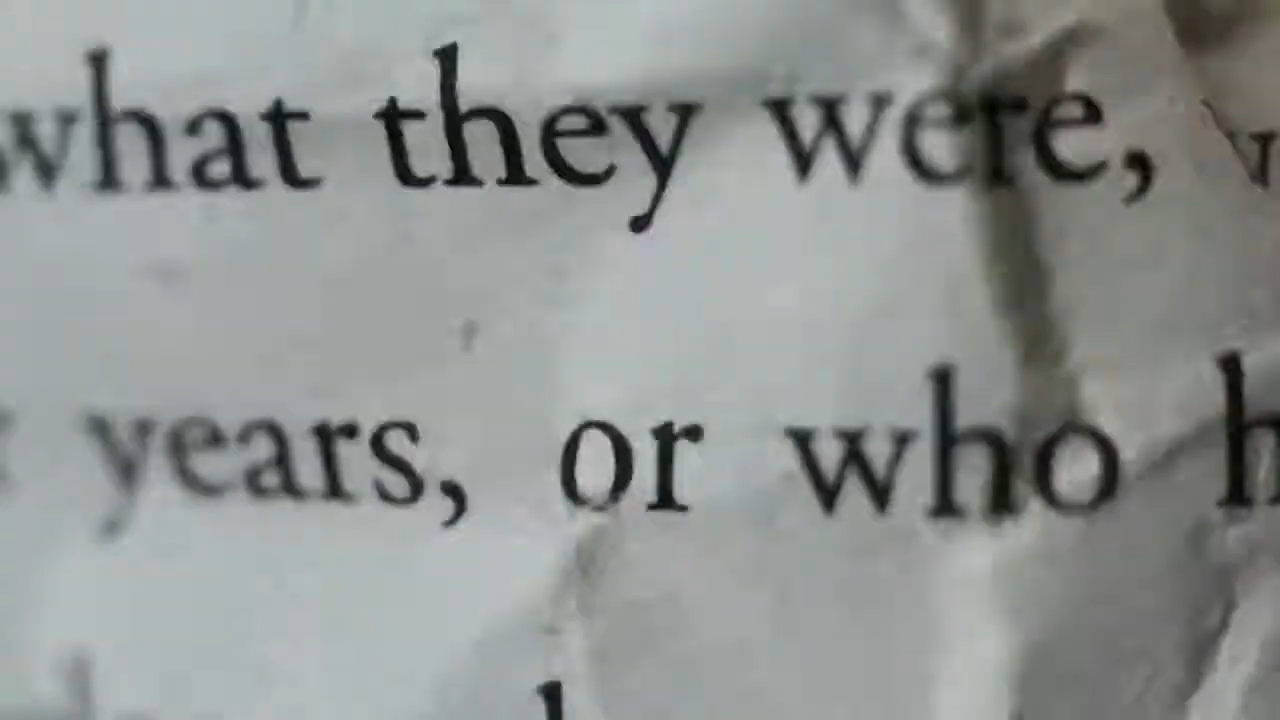 what they were,
years, or who